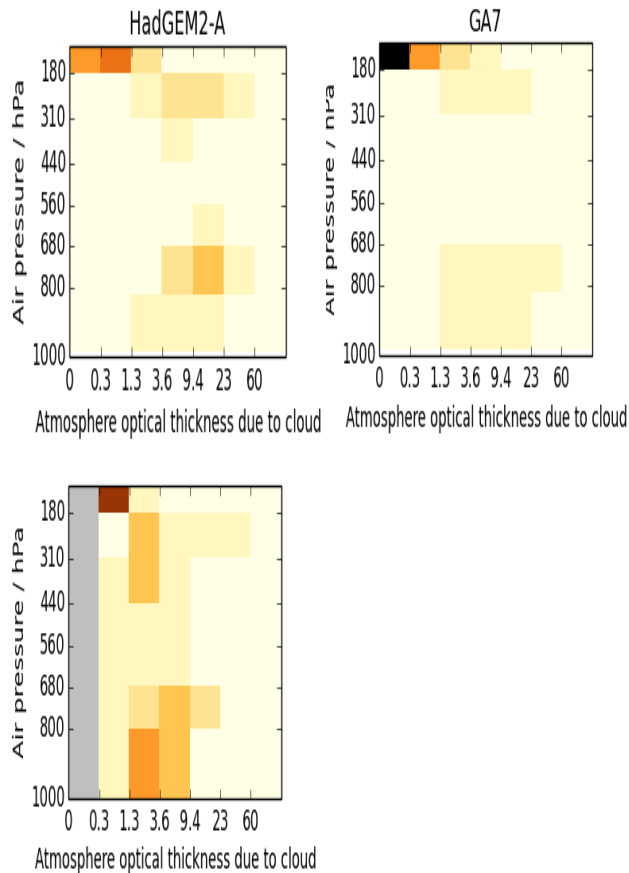 HadGEM2-A
GA7
Air pressure / hPa
180
310
440
560
680
800
1000
0 0.3 1.3 3.6 9.4 23 60
Atmosphere optical thickness due to cloud
Air pressure / hPa
180
310
440
560
680
800
1000
0 0.3 1.3 3.6 9.4 23 60
Atmosphere optical thickness due to cloud
Air pressure / hPa
180
310
440
560
680
800
1000
0 0.3 1.3 3.6 9.4 23 60
Atmosphere optical thickness due to cloud